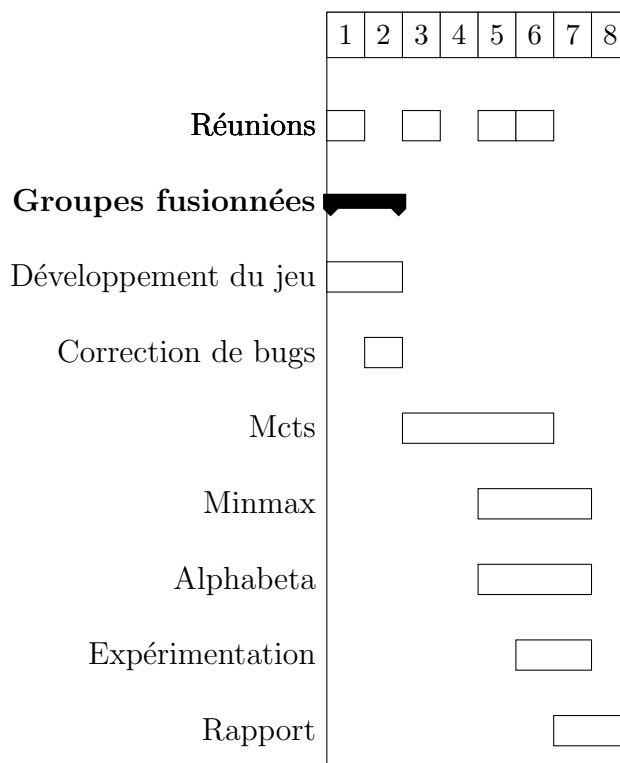 1 2 3 4 5 6 7 8
Réunions
Groupes fusionnées
Développement du jeu
Correction de bugs
Mcts
Minmax
Alphabeta
Expérimentation
Rapport